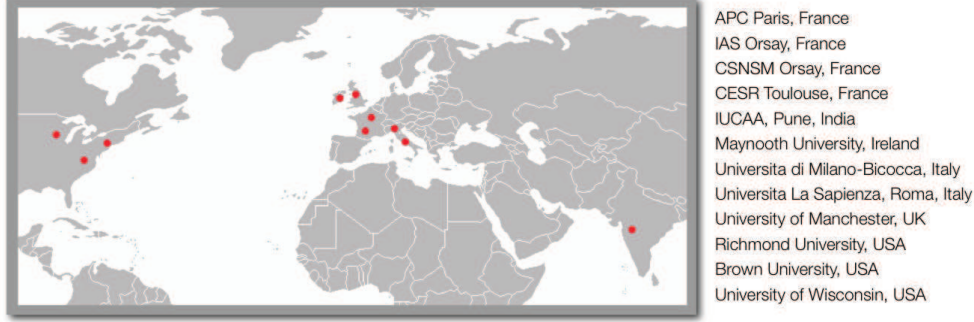 APC Paris, France
IAS Orsay, France
CSNSM Orsay, France
CESR Toulouse, France
IUCAA, Pune, India
Maynooth University, Ireland
Universita di Milano-Bicocca, Italy
Universita La Sapienza, Roma, Italy
University of Manchester, UK
Richmond University, USA
Brown University, USA
University of Wisconsin, USA